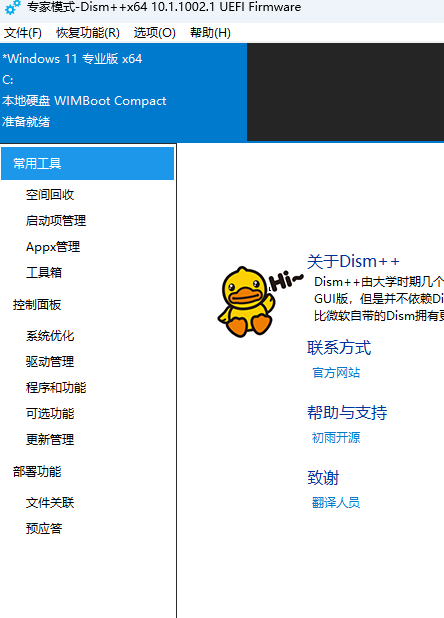 专家模式-Dism++x64 10.1.1002.1 UEFI Firmware
文件(F) 恢复功能(R) 选项(O) 帮助(H)
*Windows 11 专业版 x64
C:
本地硬盘 WIMBoot Compact
准备就绪
常用工具
空间回收
启动项管理
Appx管理
工具箱
控制面板
系统优化
驱动管理
程序和功能
可选功能
更新管理
部署功能
文件关联
预应答
Hi~
关于Dism++
Dism++由大学时期几个
GUI版，但是并不依赖Di
比微软自带的Dism拥有更
联系方式
官方网站
帮助与支持
初雨开源
致谢
翻译人员